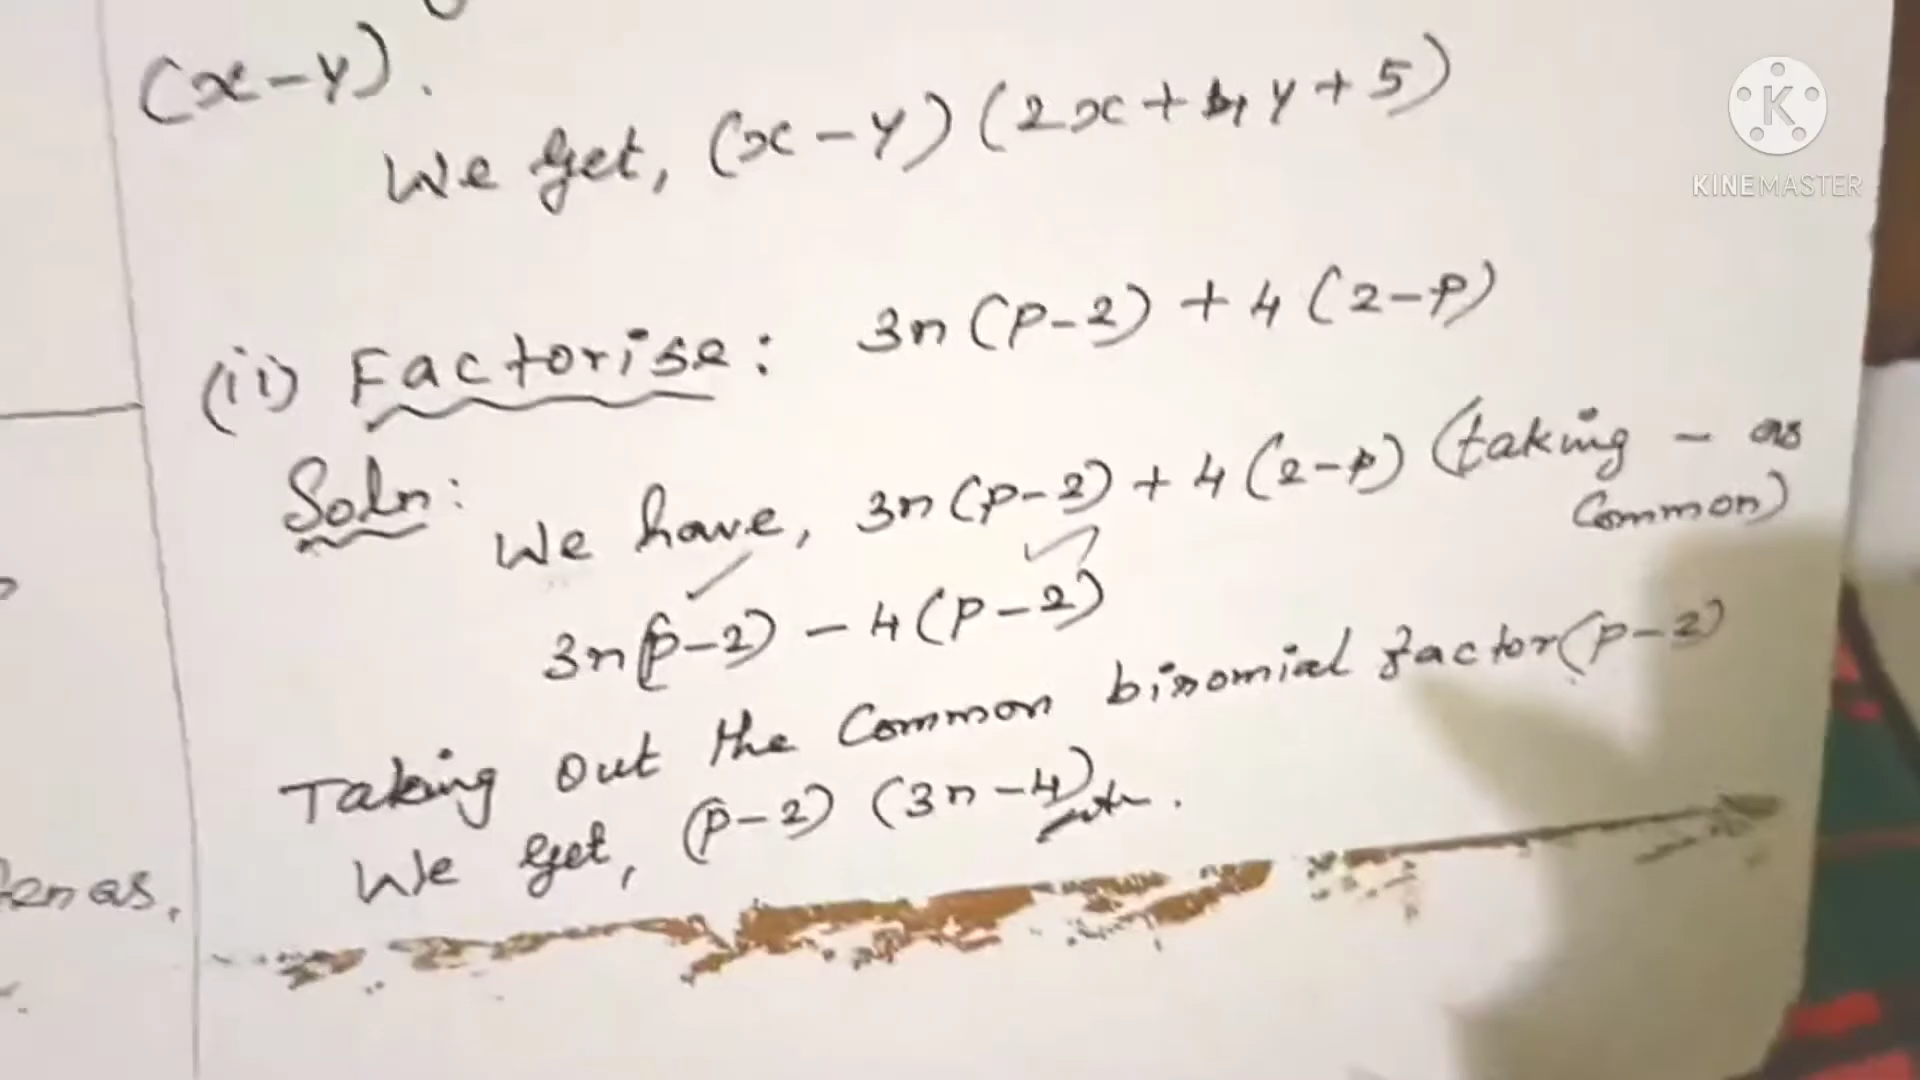 (x-y).
We get, (x-y) (2x+4y+5)
KINEMASTER
(ii) Factorise: 3n(p-2) + 4(2-p)
Soln: We have, 3n(p-2) + 4(2-p) (taking - as
Common)
3n(p-2) - 4(p-2)
Taking out the Common binomial factor(p-2)
We get, (p-2) (3n-4)